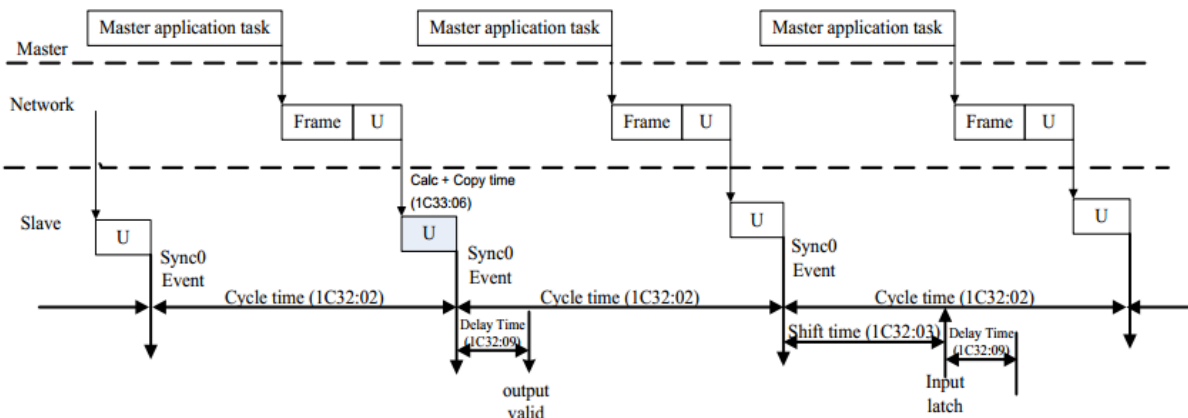 Master application task
Master application task
Master application task
Master
Network
Frame
U
Frame
U
Frame
U
Calc + Copy time
(1C33:06)
Slave
U
U
U
U
Sync0
Event
Sync0
Event
Sync0
Event
Cycle time (1C32:02)
Cycle time (1C32:02)
Cycle time (1C32:02)
Delay Time
(1C32:09)
Shift time (1C32:03)
Delay Time
(1C32:09)
output
valid
Input
latch